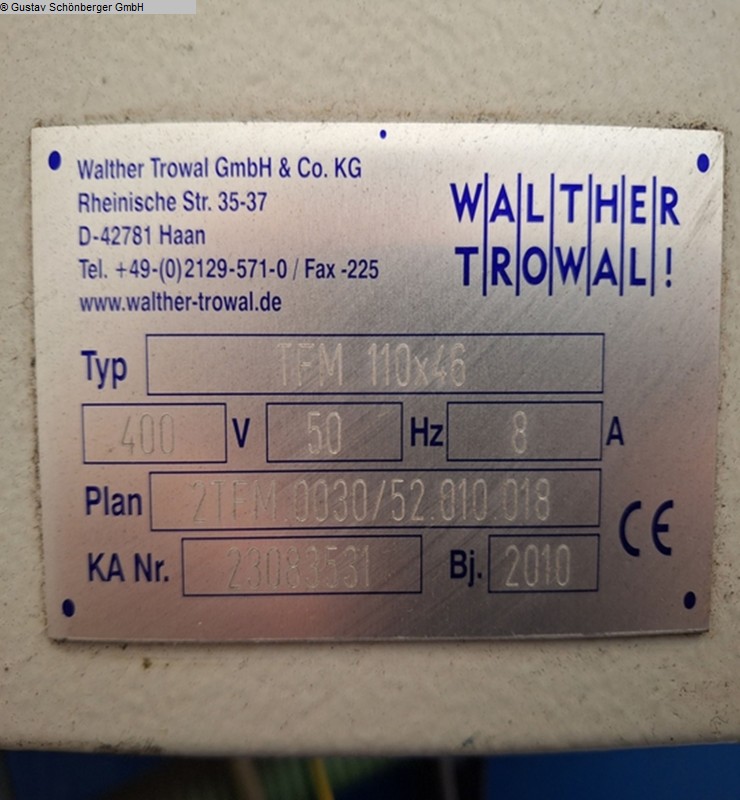 © Gustav Schönberger GmbH
Walther Trowal GmbH & Co. KG
Rheinische Str. 35-37
D-42781 Haan
Tel. +49-(0)2129-571-0 / Fax -225
www.walther-trowal.de
WALTHER
TROWAL!
Typ TFM 110x46
400 V 50 Hz 8 A
Plan 2TFM.0030/52.010.018
KA Nr. 23083531 Bj. 2010
CE